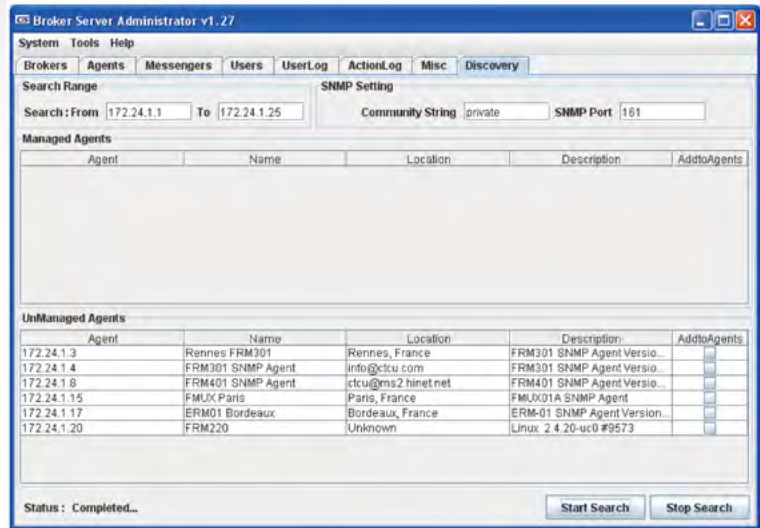 Broker Server Administrator v1.27
System Tools Help
Brokers Agents Messengers Users UserLog ActionLog Misc Discovery
Search Range SNMP Setting
Search : From 172.24.1.1 To 172.24.1.25 Community String private SNMP Port 161
Managed Agents
Agent Name Location Description AddtoAgents
UnManaged Agents
Agent Name Location Description AddtoAgents
172.24.1.3 Rennes FRM301 Rennes, France FRM301 SNMP Agent Versio...
172.24.1.4 FRM301 SNMP Agent info@ctcu.com FRM301 SNMP Agent Versio...
172.24.1.8 FRM401 SNMP Agent ctcu@ms2.hinet.net FRM401 SNMP Agent Versio...
172.24.1.15 FMUX Paris Paris, France FMUX01A SNMP Agent
172.24.1.17 ERM01 Bordeaux Bordeaux, France ERM-01 SNMP Agent Version...
172.24.1.20 FRM220 Unknown Linux 2.4.20-uc0 #9573
Status : Completed... Start Search Stop Search